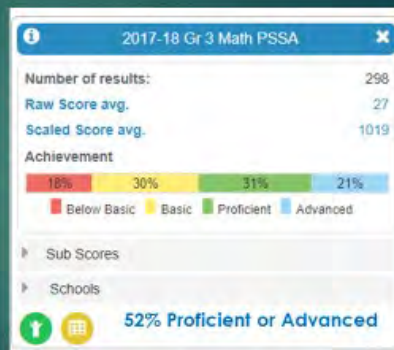 2017-18 Gr 3 Math PSSA
Number of results: 298
Raw Score avg. 27
Scaled Score avg. 1019
Achievement
18% 30% 31% 21%
Below Basic Basic Proficient Advanced
Sub Scores
Schools
52% Proficient or Advanced